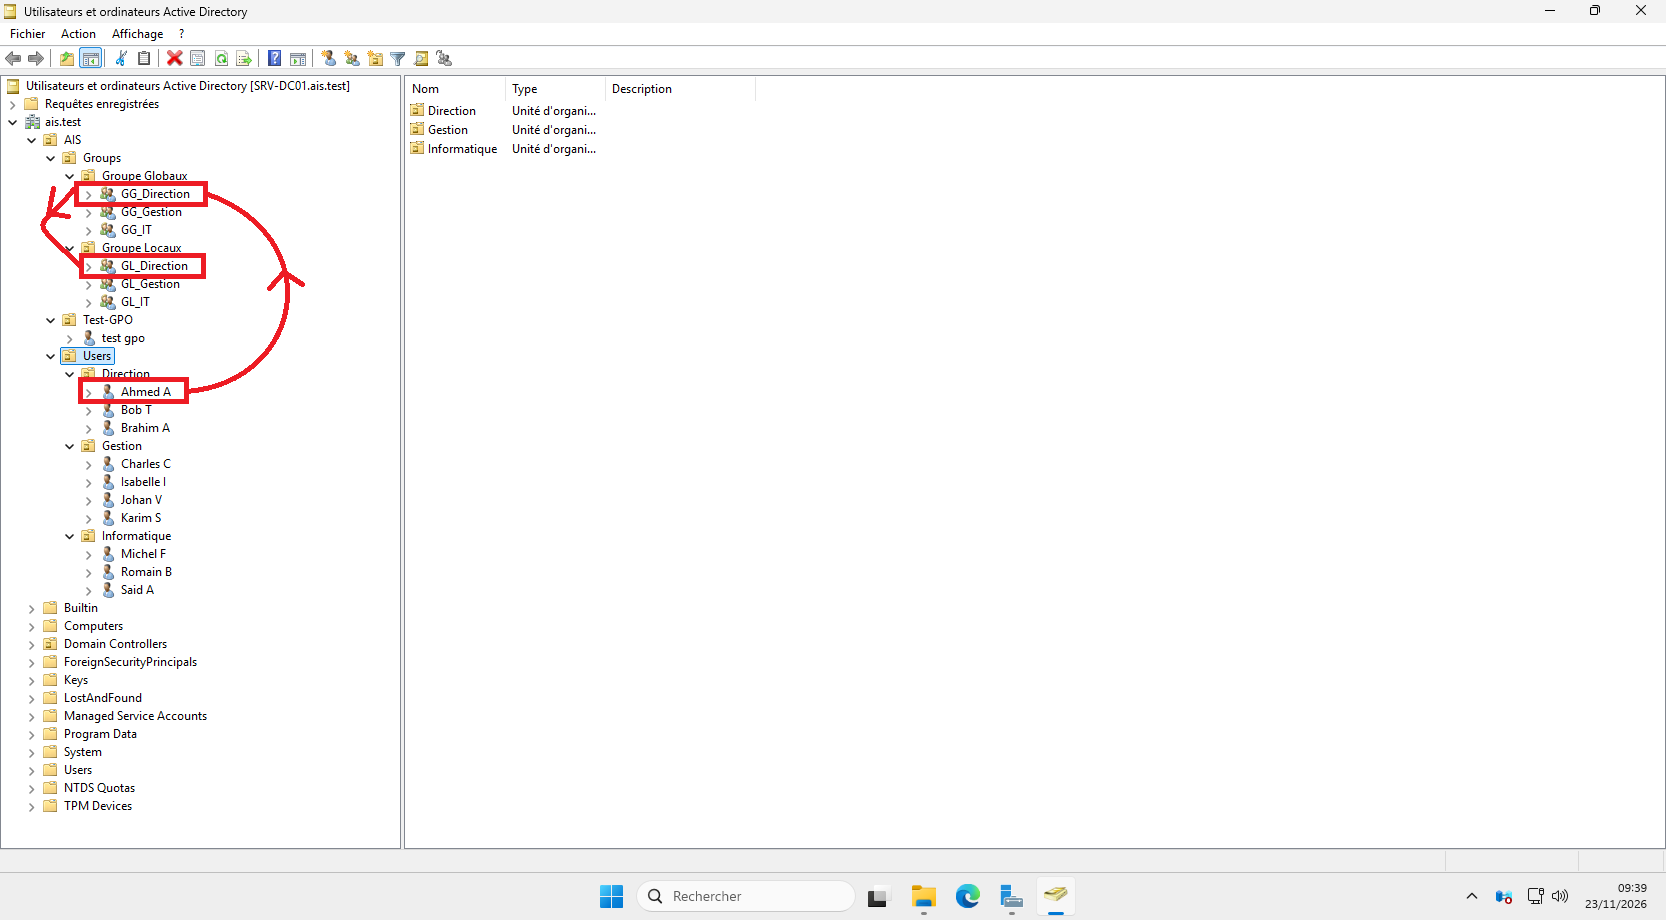 Utilisateurs et ordinateurs Active Directory
Fichier Action Affichage ?
Utilisateurs et ordinateurs Active Directory [SRV-DC01.ais.test]
Requêtes enregistrées
ais.test
AIS
Groups
Groupe Globaux
GG_Direction
GG_Gestion
GG_IT
Groupe Locaux
GL_Direction
GL_Gestion
GL_IT
Test-GPO
test gpo
Users
Direction
Ahmed A
Bob T
Brahim A
Gestion
Charles C
Isabelle I
Johan V
Karim S
Informatique
Michel F
Romain B
Said A
Builtin
Computers
Domain Controllers
ForeignSecurityPrincipals
Keys
LostAndFound
Managed Service Accounts
Program Data
System
Users
NTDS Quotas
TPM Devices
Nom Type Description
Direction Unité d'organi...
Gestion Unité d'organi...
Informatique Unité d'organi...
Rechercher
09:39
23/11/2026